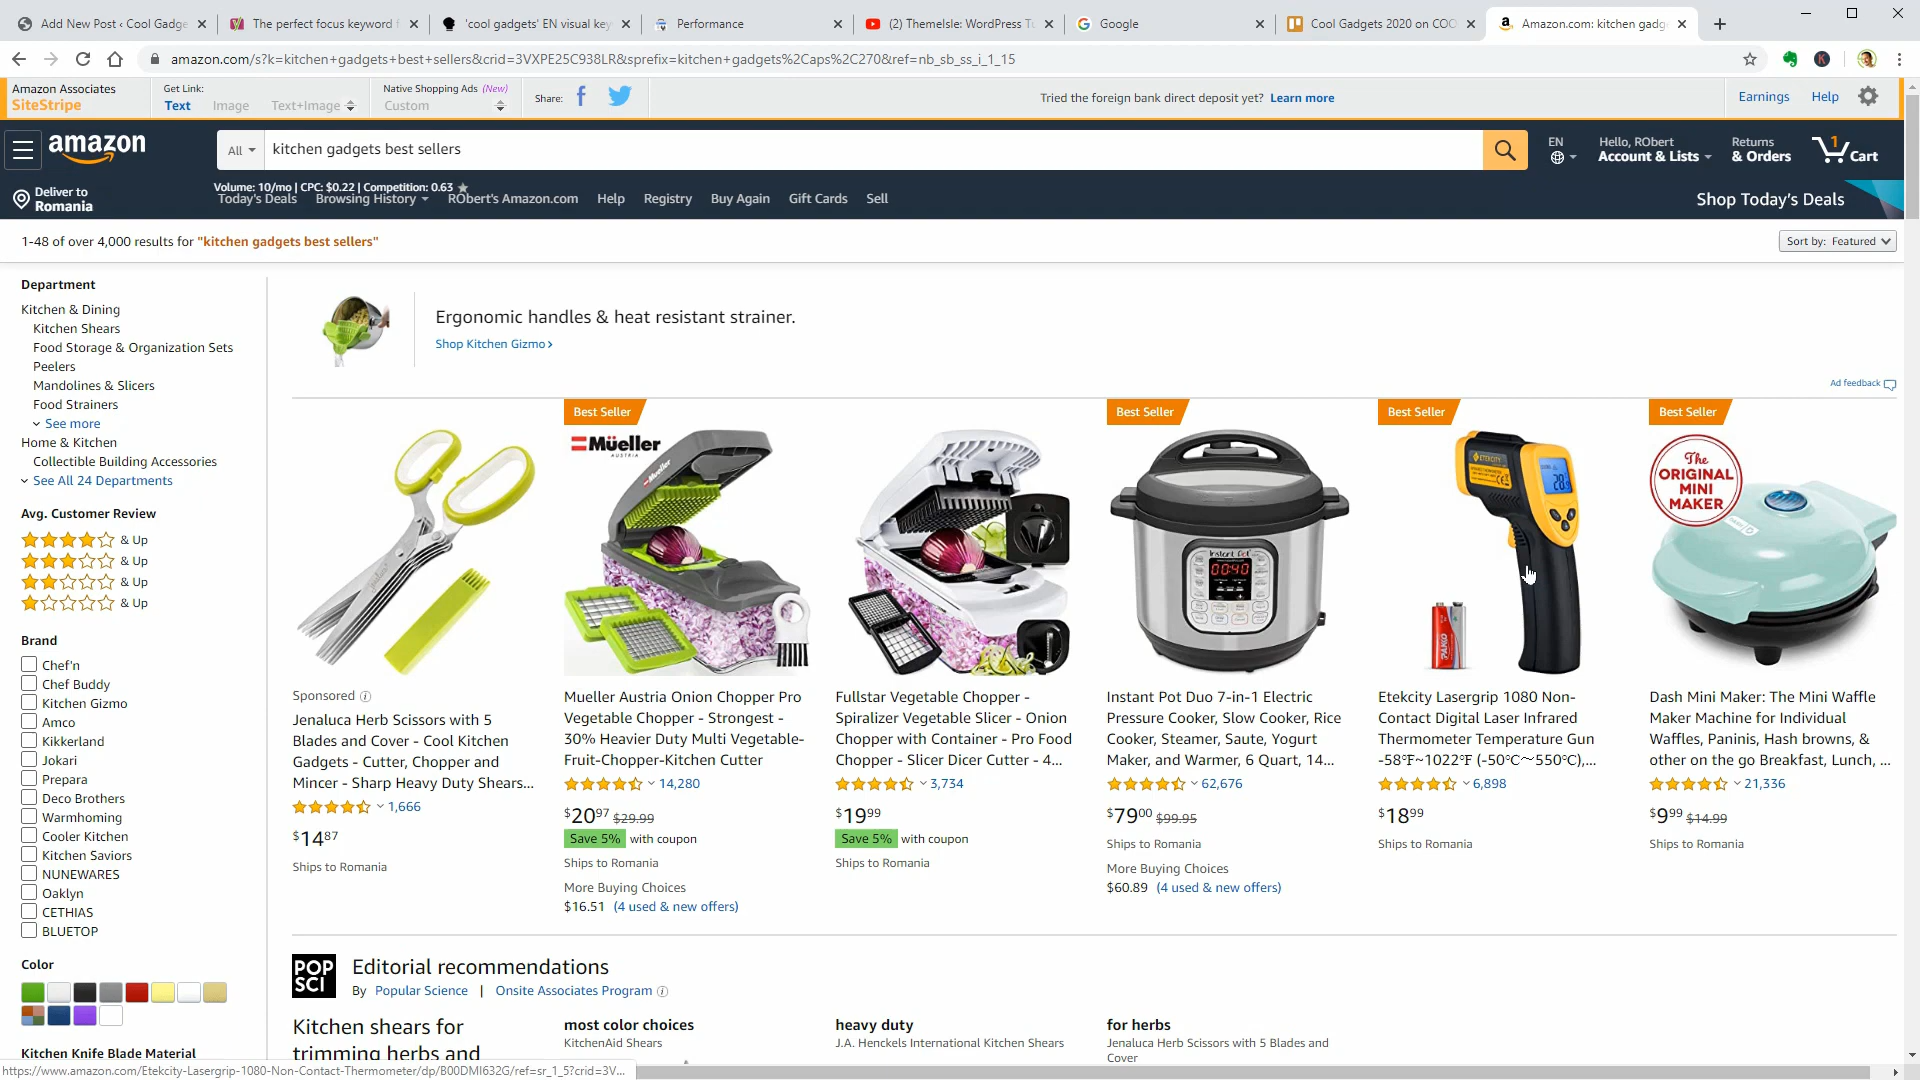 Add New Post ‹ Cool Gadge
The perfect focus keyword f
'cool gadgets' EN visual key
Performance
(2) ThemeIsle: WordPress Tu
Google
Cool Gadgets 2020 on COO
Amazon.com: kitchen gadg
amazon.com/s?k=kitchen+gadgets+best+sellers&crid=3VXPE25C938LR&sprefix=kitchen+gadgets%2Caps%2C270&ref=nb_sb_ss_i_1_15
Amazon Associates
SiteStripe
Get Link:
Text Image Text+Image
Native Shopping Ads (New)
Custom
Share:
Tried the foreign bank direct deposit yet? Learn more
Earnings Help
amazon
All
kitchen gadgets best sellers
EN
Hello, RObert
Account & Lists
Returns
& Orders
1
Cart
Deliver to
Romania
Volume: 10/mo | CPC: $0.22 | Competition: 0.63
Today's Deals Browsing History RObert's Amazon.com Help Registry Buy Again Gift Cards Sell
Shop Today's Deals
1-48 of over 4,000 results for "kitchen gadgets best sellers"
Sort by: Featured
Department
Kitchen & Dining
Kitchen Shears
Food Storage & Organization Sets
Peelers
Mandolines & Slicers
Food Strainers
See more
Home & Kitchen
Collectible Building Accessories
See All 24 Departments
Avg. Customer Review
& Up
& Up
& Up
& Up
Brand
Chef'n
Chef Buddy
Kitchen Gizmo
Amco
Kikkerland
Jokari
Prepara
Deco Brothers
Warmhoming
Cooler Kitchen
Kitchen Saviors
NUNEWARES
Oaklyn
CETHIAS
BLUETOP
Color
Kitchen Knife Blade Material
Ergonomic handles & heat resistant strainer.
Shop Kitchen Gizmo ›
Ad feedback
Sponsored
Jenaluca Herb Scissors with 5
Blades and Cover - Cool Kitchen
Gadgets - Cutter, Chopper and
Mincer - Sharp Heavy Duty Shears...
1,666
$14.87
Ships to Romania
Best Seller
Mueller
AUSTRIA
Mueller Austria Onion Chopper Pro
Vegetable Chopper - Strongest -
30% Heavier Duty Multi Vegetable-
Fruit-Chopper-Kitchen Cutter
14,280
$20.97 $29.99
Save 5% with coupon
Ships to Romania
More Buying Choices
$16.51 (4 used & new offers)
Fullstar Vegetable Chopper -
Spiralizer Vegetable Slicer - Onion
Chopper with Container - Pro Food
Chopper - Slicer Dicer Cutter - 4...
3,734
$19.99
Save 5% with coupon
Ships to Romania
Best Seller
Instant Pot
00:40
Instant Pot Duo 7-in-1 Electric
Pressure Cooker, Slow Cooker, Rice
Cooker, Steamer, Saute, Yogurt
Maker, and Warmer, 6 Quart, 14...
62,676
$79.00 $99.95
Ships to Romania
More Buying Choices
$60.89 (4 used & new offers)
Best Seller
ETEKCITY
Etekcity Lasergrip 1080 Non-
Contact Digital Laser Infrared
Thermometer Temperature Gun
-58℉~1022℉ (-50℃～550℃),...
6,898
$18.99
Ships to Romania
Best Seller
The
ORIGINAL
MINI
MAKER
Dash Mini Maker: The Mini Waffle
Maker Machine for Individual
Waffles, Paninis, Hash browns, &
other on the go Breakfast, Lunch, ...
21,336
$9.99 $14.99
Ships to Romania
POP
SCI
Editorial recommendations
By Popular Science | Onsite Associates Program
Kitchen shears for
trimming herbs and
most color choices
KitchenAid Shears
heavy duty
J.A. Henckels International Kitchen Shears
for herbs
Jenaluca Herb Scissors with 5 Blades and
Cover
https://www.amazon.com/Etekcity-Lasergrip-1080-Non-Contact-Thermometer/dp/B00DMI632G/ref=sr_1_5?crid=3V...